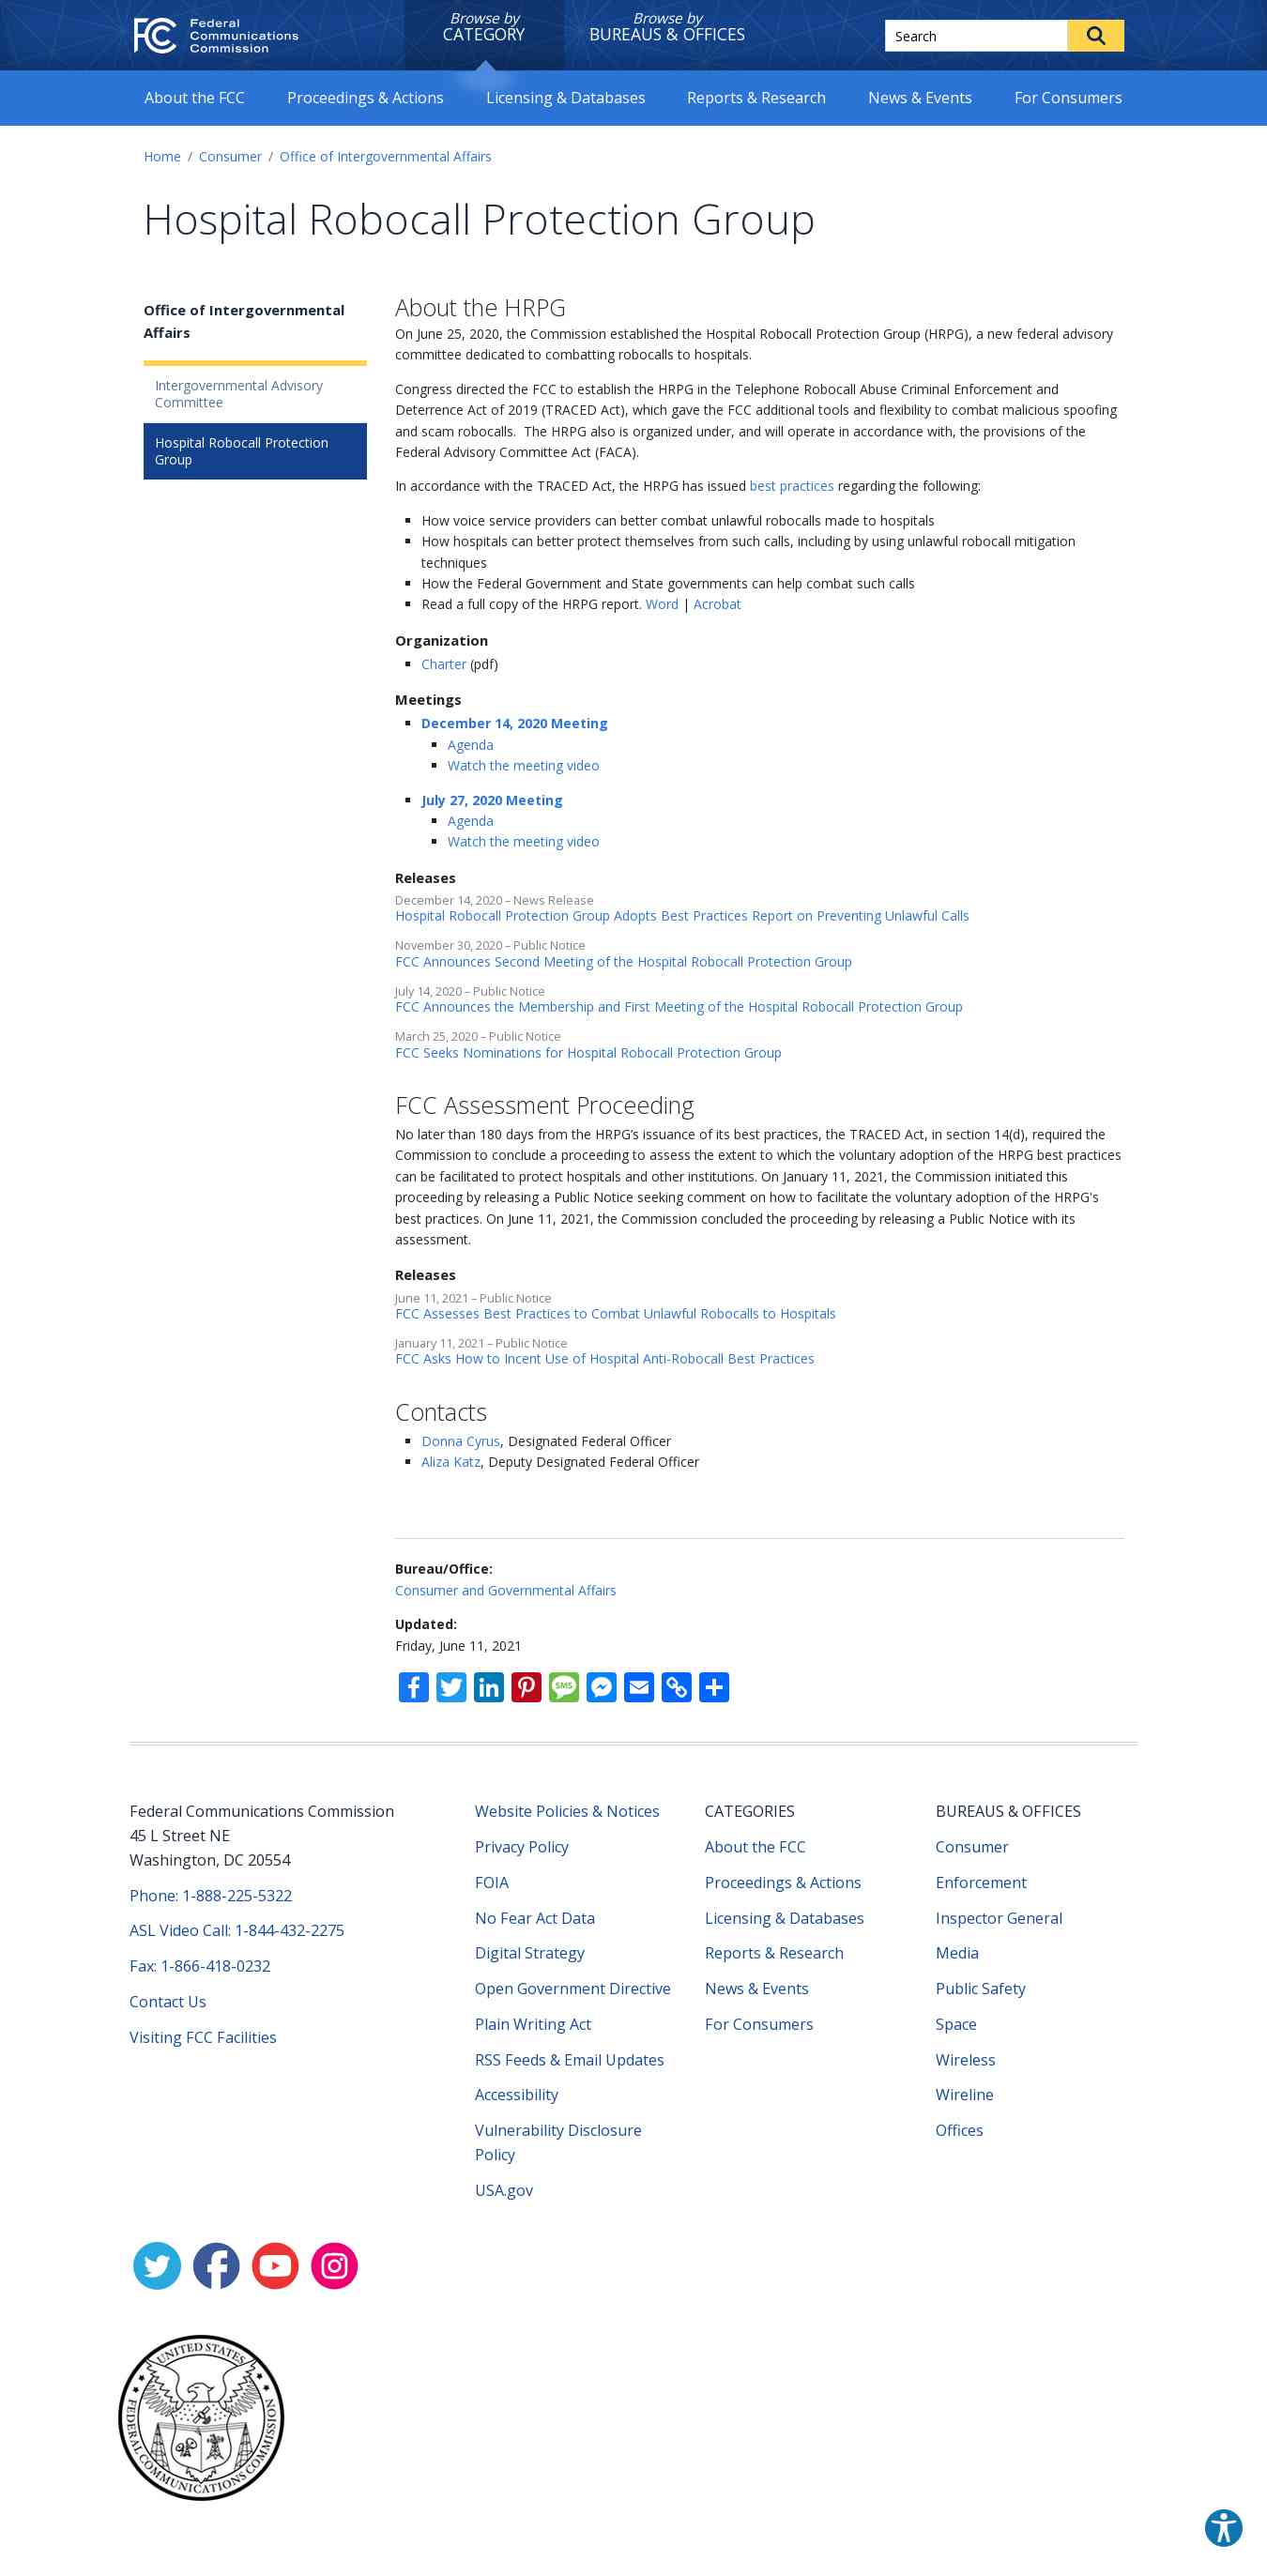 Federal
Communications
Commission
Browse by
CATEGORY
Browse by
BUREAUS & OFFICES
Search
About the FCC
Proceedings & Actions
Licensing & Databases
Reports & Research
News & Events
For Consumers
Home / Consumer / Office of Intergovernmental Affairs
Hospital Robocall Protection Group
Office of Intergovernmental
Affairs
Intergovernmental Advisory
Committee
Hospital Robocall Protection
Group
About the HRPG
On June 25, 2020, the Commission established the Hospital Robocall Protection Group (HRPG), a new federal advisory
committee dedicated to combatting robocalls to hospitals.
Congress directed the FCC to establish the HRPG in the Telephone Robocall Abuse Criminal Enforcement and
Deterrence Act of 2019 (TRACED Act), which gave the FCC additional tools and flexibility to combat malicious spoofing
and scam robocalls.  The HRPG also is organized under, and will operate in accordance with, the provisions of the
Federal Advisory Committee Act (FACA).
In accordance with the TRACED Act, the HRPG has issued best practices regarding the following:
How voice service providers can better combat unlawful robocalls made to hospitals
How hospitals can better protect themselves from such calls, including by using unlawful robocall mitigation
techniques
How the Federal Government and State governments can help combat such calls
Read a full copy of the HRPG report. Word | Acrobat
Organization
Charter (pdf)
Meetings
December 14, 2020 Meeting
Agenda
Watch the meeting video
July 27, 2020 Meeting
Agenda
Watch the meeting video
Releases
December 14, 2020 – News Release
Hospital Robocall Protection Group Adopts Best Practices Report on Preventing Unlawful Calls
November 30, 2020 – Public Notice
FCC Announces Second Meeting of the Hospital Robocall Protection Group
July 14, 2020 – Public Notice
FCC Announces the Membership and First Meeting of the Hospital Robocall Protection Group
March 25, 2020 – Public Notice
FCC Seeks Nominations for Hospital Robocall Protection Group
FCC Assessment Proceeding
No later than 180 days from the HRPG’s issuance of its best practices, the TRACED Act, in section 14(d), required the
Commission to conclude a proceeding to assess the extent to which the voluntary adoption of the HRPG best practices
can be facilitated to protect hospitals and other institutions. On January 11, 2021, the Commission initiated this
proceeding by releasing a Public Notice seeking comment on how to facilitate the voluntary adoption of the HRPG's
best practices. On June 11, 2021, the Commission concluded the proceeding by releasing a Public Notice with its
assessment.
Releases
June 11, 2021 – Public Notice
FCC Assesses Best Practices to Combat Unlawful Robocalls to Hospitals
January 11, 2021 – Public Notice
FCC Asks How to Incent Use of Hospital Anti-Robocall Best Practices
Contacts
Donna Cyrus, Designated Federal Officer
Aliza Katz, Deputy Designated Federal Officer
Bureau/Office:
Consumer and Governmental Affairs
Updated:
Friday, June 11, 2021
SMS
Federal Communications Commission
45 L Street NE
Washington, DC 20554
Phone: 1-888-225-5322
ASL Video Call: 1-844-432-2275
Fax: 1-866-418-0232
Contact Us
Visiting FCC Facilities
Website Policies & Notices
Privacy Policy
FOIA
No Fear Act Data
Digital Strategy
Open Government Directive
Plain Writing Act
RSS Feeds & Email Updates
Accessibility
Vulnerability Disclosure
Policy
USA.gov
CATEGORIES
About the FCC
Proceedings & Actions
Licensing & Databases
Reports & Research
News & Events
For Consumers
BUREAUS & OFFICES
Consumer
Enforcement
Inspector General
Media
Public Safety
Space
Wireless
Wireline
Offices
UNITED STATES
FEDERAL COMMUNICATIONS COMMISSION